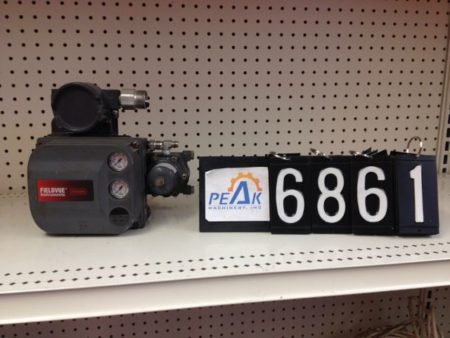 FIELDVUE
PEAK
MACHINERY, INC
6861